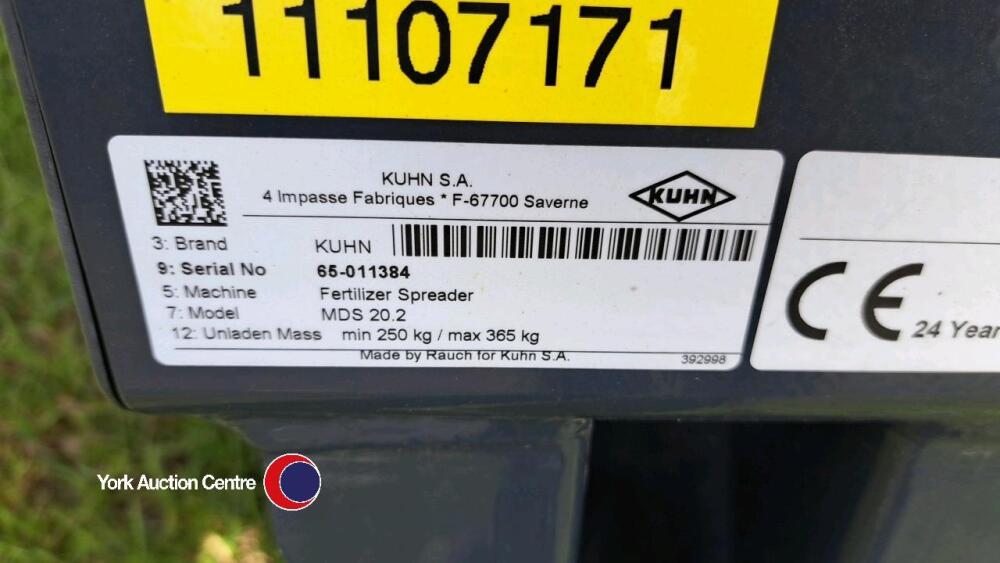 11107171
KUHN S.A.
4 Impasse Fabriques * F-67700 Saverne
KUHN
3: Brand KUHN
9: Serial No 65-011384
5: Machine Fertilizer Spreader
7: Model MDS 20.2
12: Unladen Mass min 250 kg / max 365 kg
Made by Rauch for Kuhn S.A. 392998
CE
24 Year
York Auction Centre